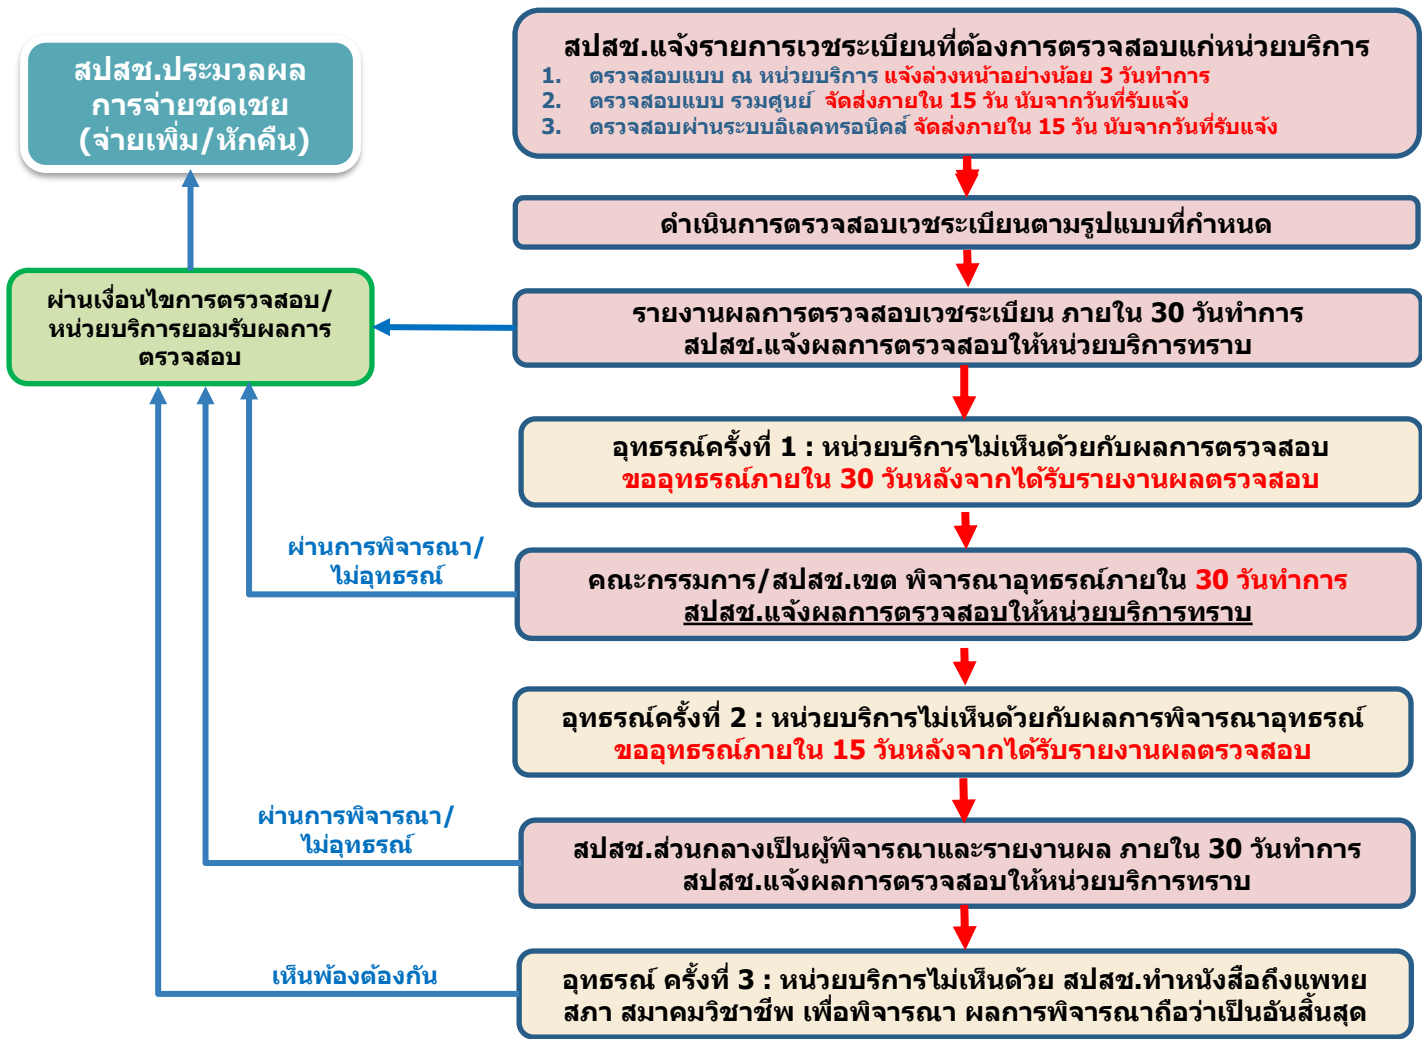 สปสช.แจ้งรายการเวชระเบียนที่ต้องการตรวจสอบแก่หน่วยบริการ
1. ตรวจสอบแบบ ณ หน่วยบริการ แจ้งล่วงหน้าอย่างน้อย 3 วันทำการ
2. ตรวจสอบแบบ รวมศูนย์ จัดส่งภายใน 15 วัน นับจากวันที่รับแจ้ง
3. ตรวจสอบผ่านระบบอิเลคทรอนิคส์ จัดส่งภายใน 15 วัน นับจากวันที่รับแจ้ง
สปสช.ประมวลผล
การจ่ายชดเชย
(จ่ายเพิ่ม/หักคืน)
ดำเนินการตรวจสอบเวชระเบียนตามรูปแบบที่กำหนด
ผ่านเงื่อนไขการตรวจสอบ/
หน่วยบริการยอมรับผลการ
ตรวจสอบ
รายงานผลการตรวจสอบเวชระเบียน ภายใน 30 วันทำการ
สปสช.แจ้งผลการตรวจสอบให้หน่วยบริการทราบ
อุทธรณ์ครั้งที่ 1 : หน่วยบริการไม่เห็นด้วยกับผลการตรวจสอบ
ขออุทธรณ์ภายใน 30 วันหลังจากได้รับรายงานผลตรวจสอบ
ผ่านการพิจารณา/
ไม่อุทธรณ์
คณะกรรมการ/สปสช.เขต พิจารณาอุทธรณ์ภายใน 30 วันทำการ
สปสช.แจ้งผลการตรวจสอบให้หน่วยบริการทราบ
อุทธรณ์ครั้งที่ 2 : หน่วยบริการไม่เห็นด้วยกับผลการพิจารณาอุทธรณ์
ขออุทธรณ์ภายใน 15 วันหลังจากได้รับรายงานผลตรวจสอบ
ผ่านการพิจารณา/
ไม่อุทธรณ์
สปสช.ส่วนกลางเป็นผู้พิจารณาและรายงานผล ภายใน 30 วันทำการ
สปสช.แจ้งผลการตรวจสอบให้หน่วยบริการทราบ
เห็นพ้องต้องกัน
อุทธรณ์ ครั้งที่ 3 : หน่วยบริการไม่เห็นด้วย สปสช.ทำหนังสือถึงแพทย
สภา สมาคมวิชาชีพ เพื่อพิจารณา ผลการพิจารณาถือว่าเป็นอันสิ้นสุด